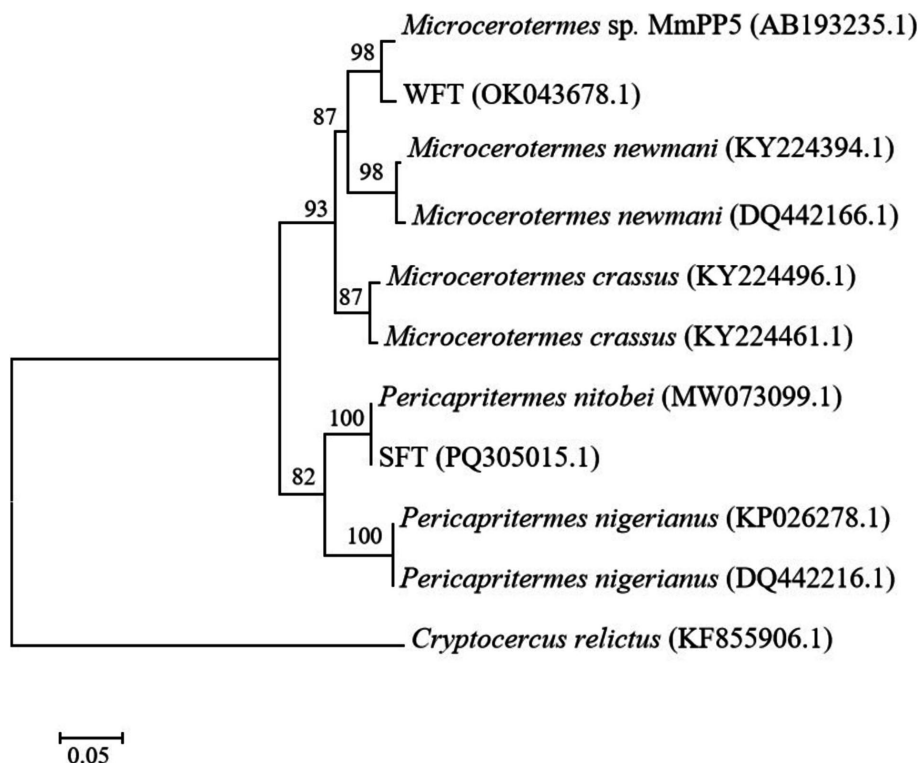 Microcerotermes sp. MmPP5 (AB193235.1)
98
WFT (OK043678.1)
87
Microcerotermes newmani (KY224394.1)
98
Microcerotermes newmani (DQ442166.1)
93
Microcerotermes crassus (KY224496.1)
87
Microcerotermes crassus (KY224461.1)
Pericapritermes nitobei (MW073099.1)
100
SFT (PQ305015.1)
82
Pericapritermes nigerianus (KP026278.1)
100
Pericapritermes nigerianus (DQ442216.1)
Cryptocercus relictus (KF855906.1)
0.05